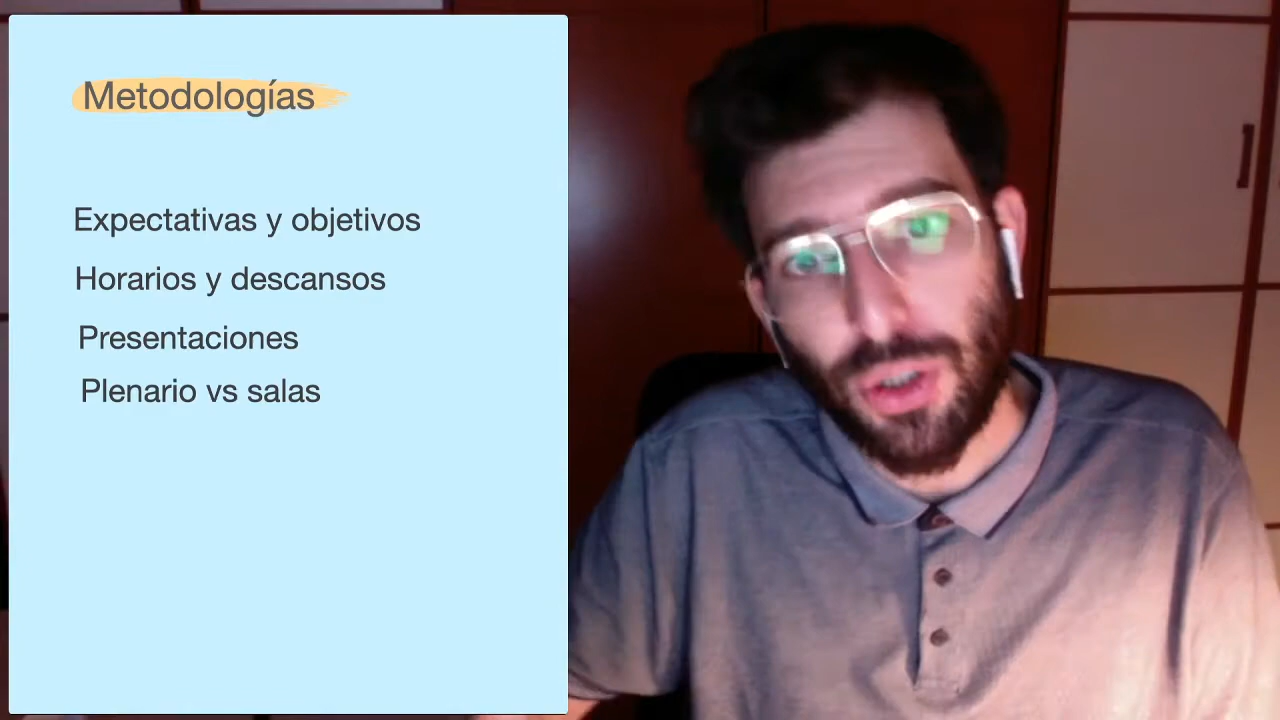 Metodologías
Expectativas y objetivos
Horarios y descansos
Presentaciones
Plenario vs salas